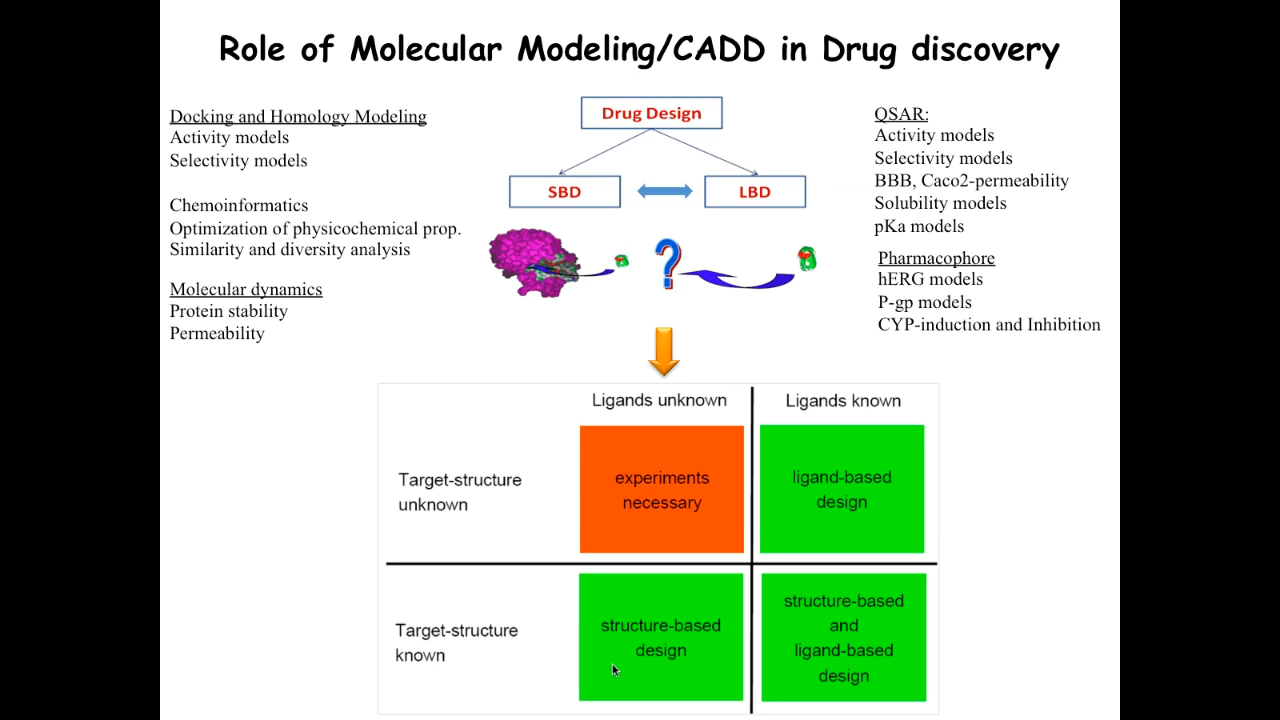 Role of Molecular Modeling/CADD in Drug discovery
Docking and Homology Modeling
Activity models
Selectivity models
Chemoinformatics
Optimization of physicochemical prop.
Similarity and diversity analysis
Molecular dynamics
Protein stability
Permeability
Drug Design
SBD
LBD
?
QSAR:
Activity models
Selectivity models
BBB, Caco2-permeability
Solubility models
pKa models
Pharmacophore
hERG models
P-gp models
CYP-induction and Inhibition
Ligands unknown
Ligands known
Target-structure
unknown
experiments
necessary
ligand-based
design
Target-structure
known
structure-based
design
structure-based
and
ligand-based
design